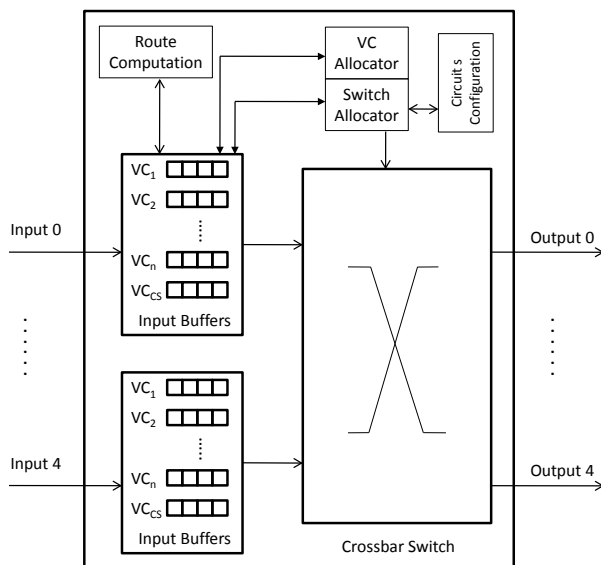 Route
Computation
VC
Allocator
Switch
Allocator
Circuit s
Configuration
VC1
VC2
VCn
VCCS
Input Buffers
Input 0
Output 0
VC1
VC2
VCn
VCCS
Input Buffers
Input 4
Output 4
Crossbar Switch